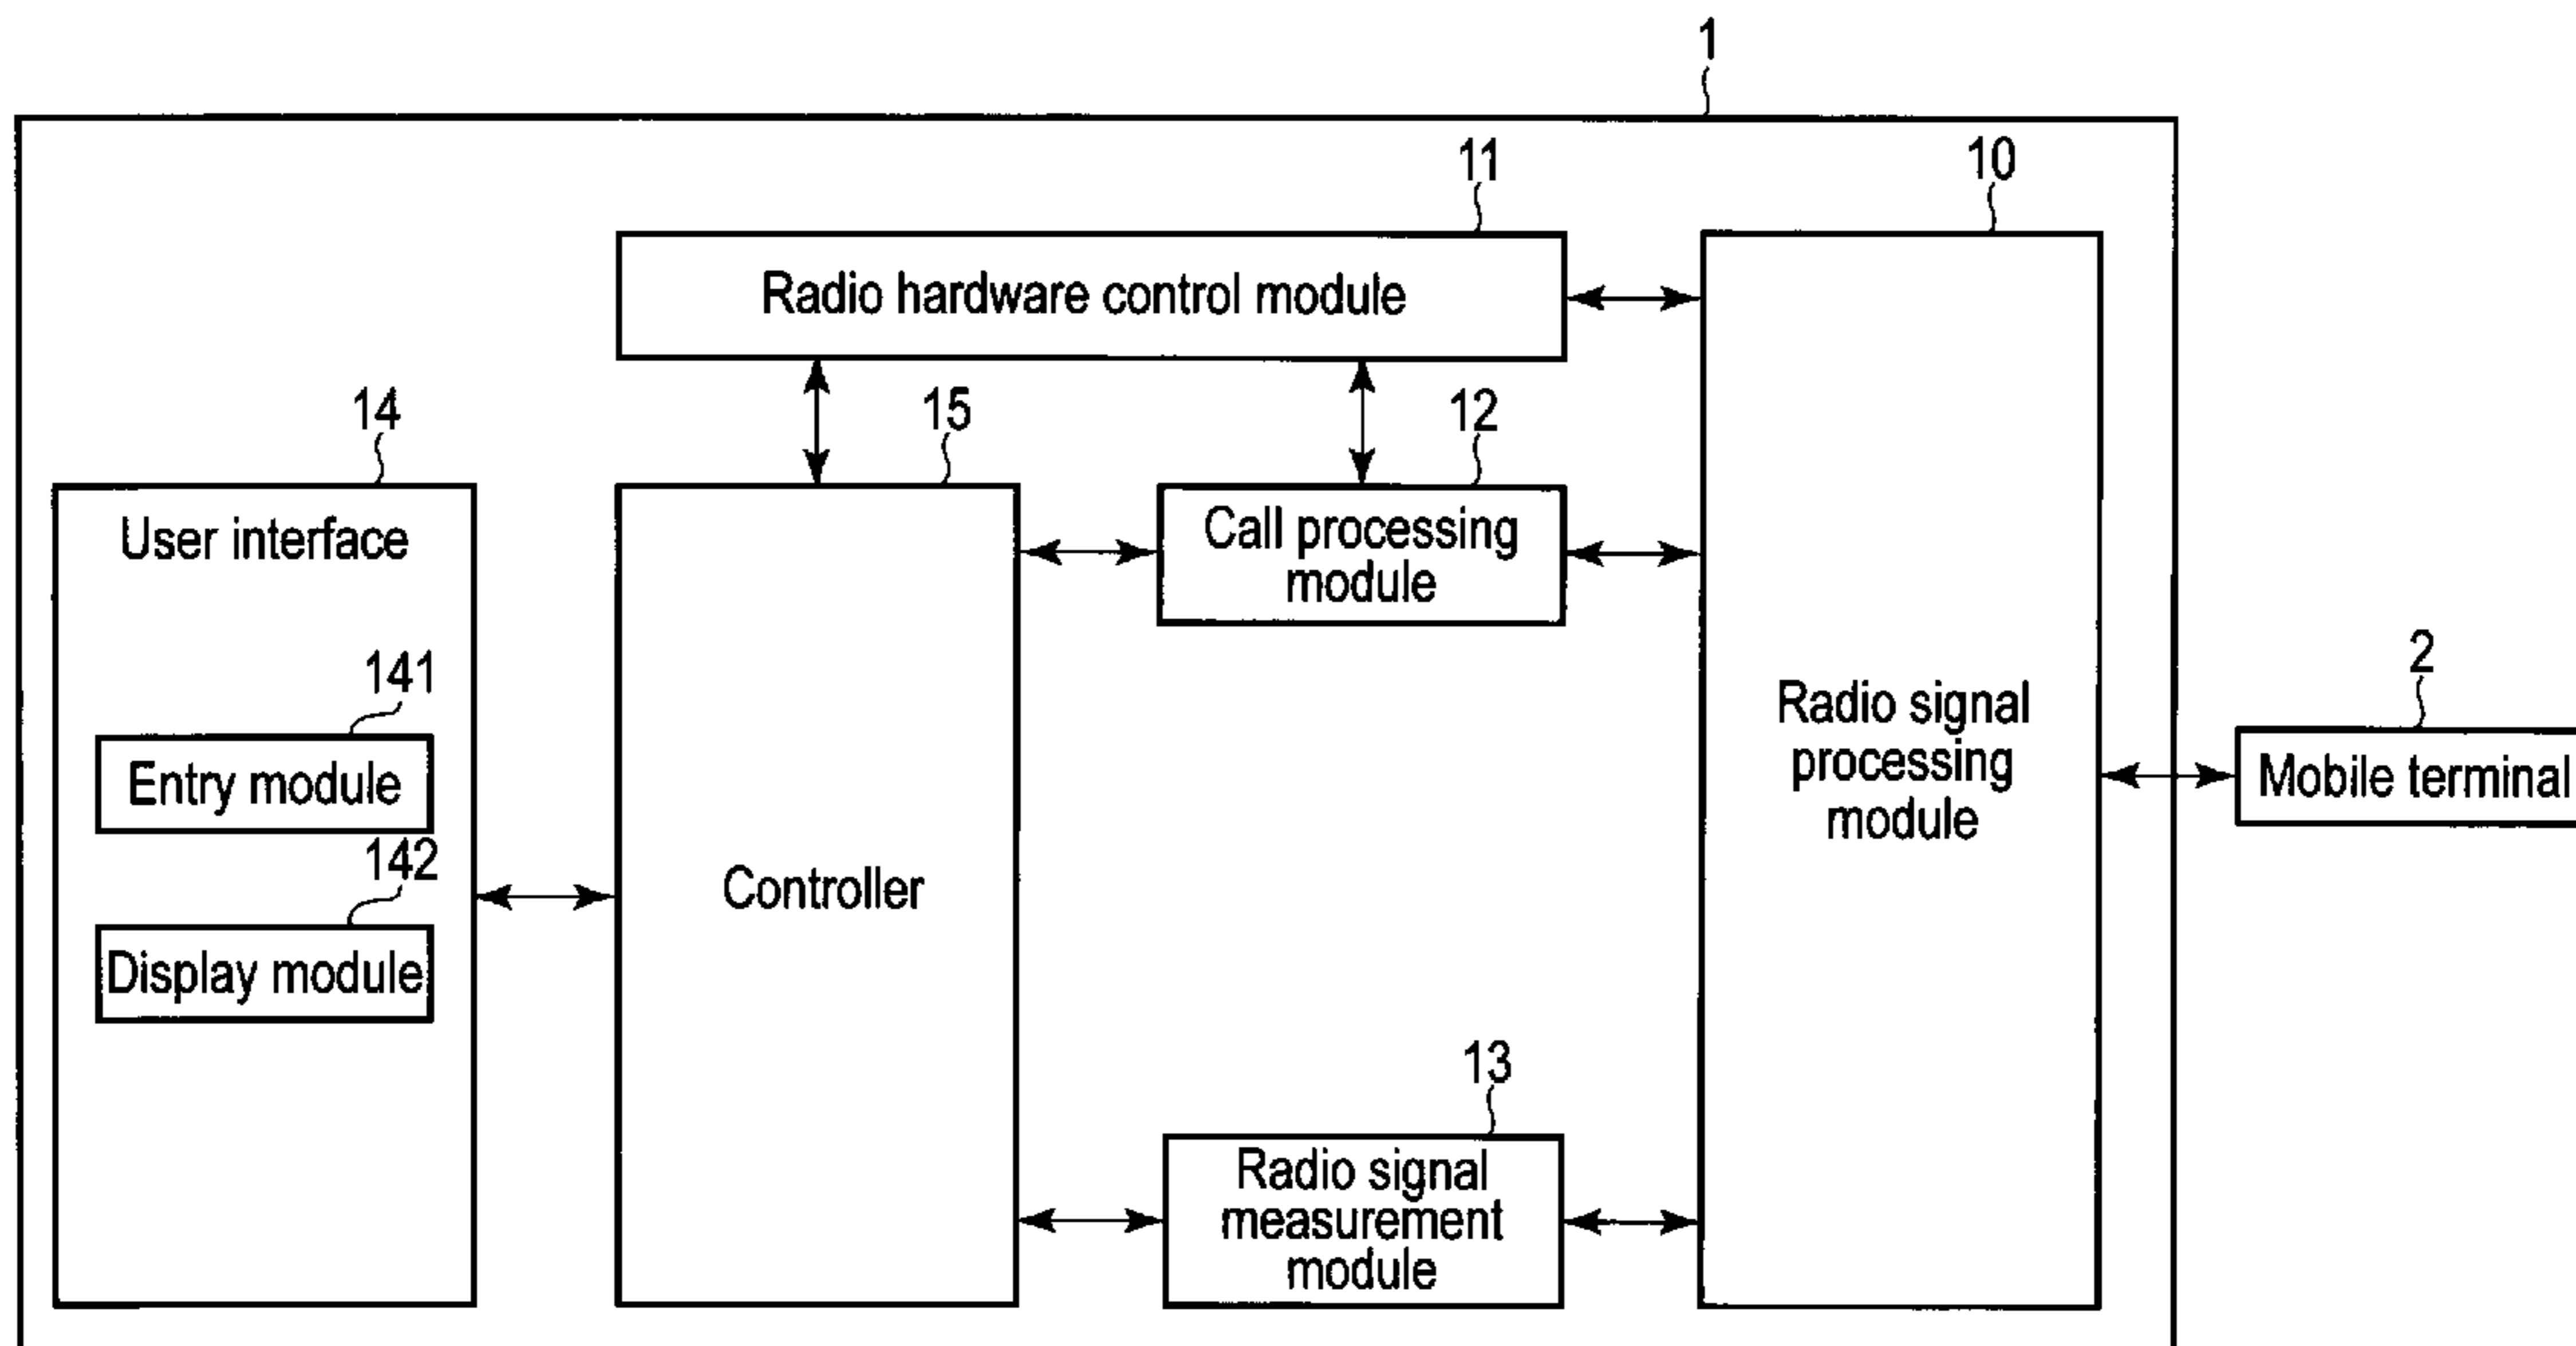 1
11
10
Radio hardware control module
14
15
12
User interface
Call processing
module
141
Entry module
142
Display module
Controller
Radio signal
processing
module
2
Mobile terminal
13
Radio signal
measurement
module